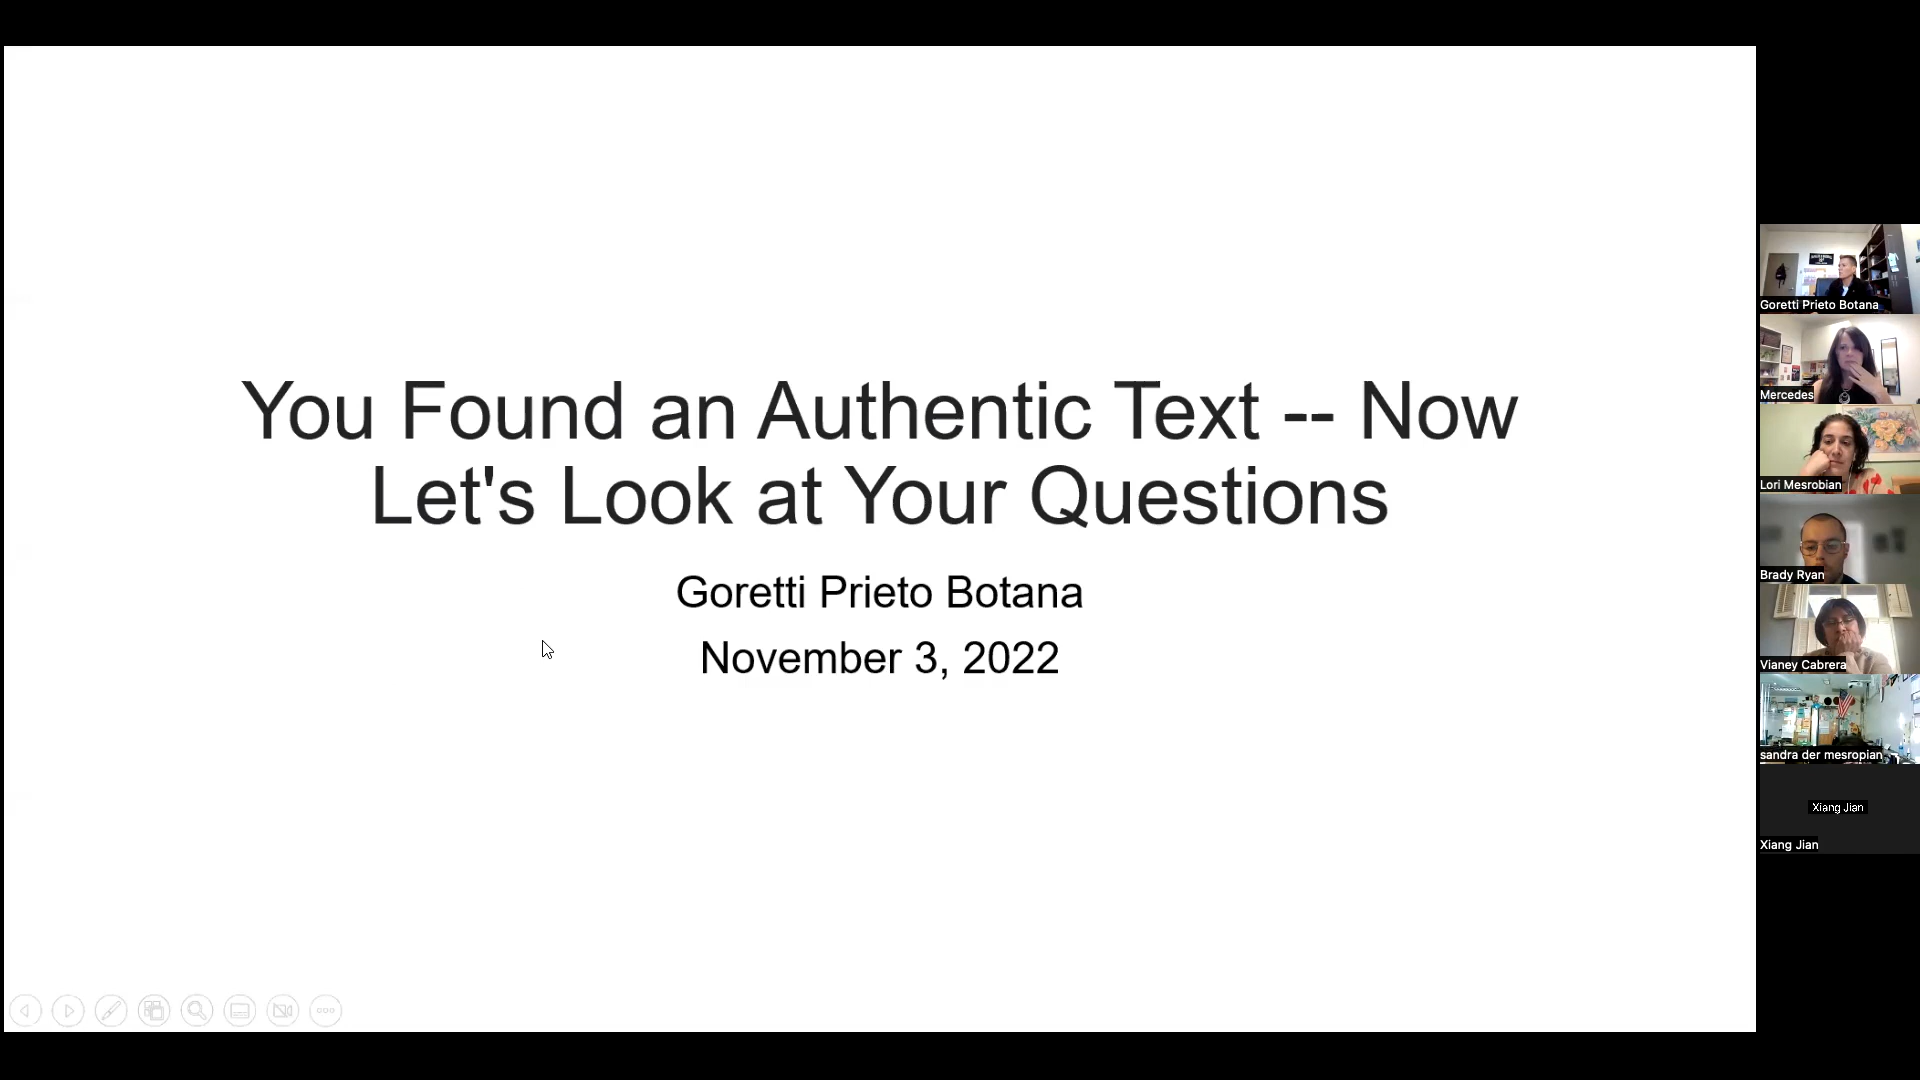 You Found an Authentic Text -- Now
Let's Look at Your Questions
Goretti Prieto Botana
November 3, 2022
Goretti Prieto Botana
Mercedes
Lori Mesrobian
Brady Ryan
Vianey Cabrera
sandra der mesropian
Xiang Jian
Xiang Jian